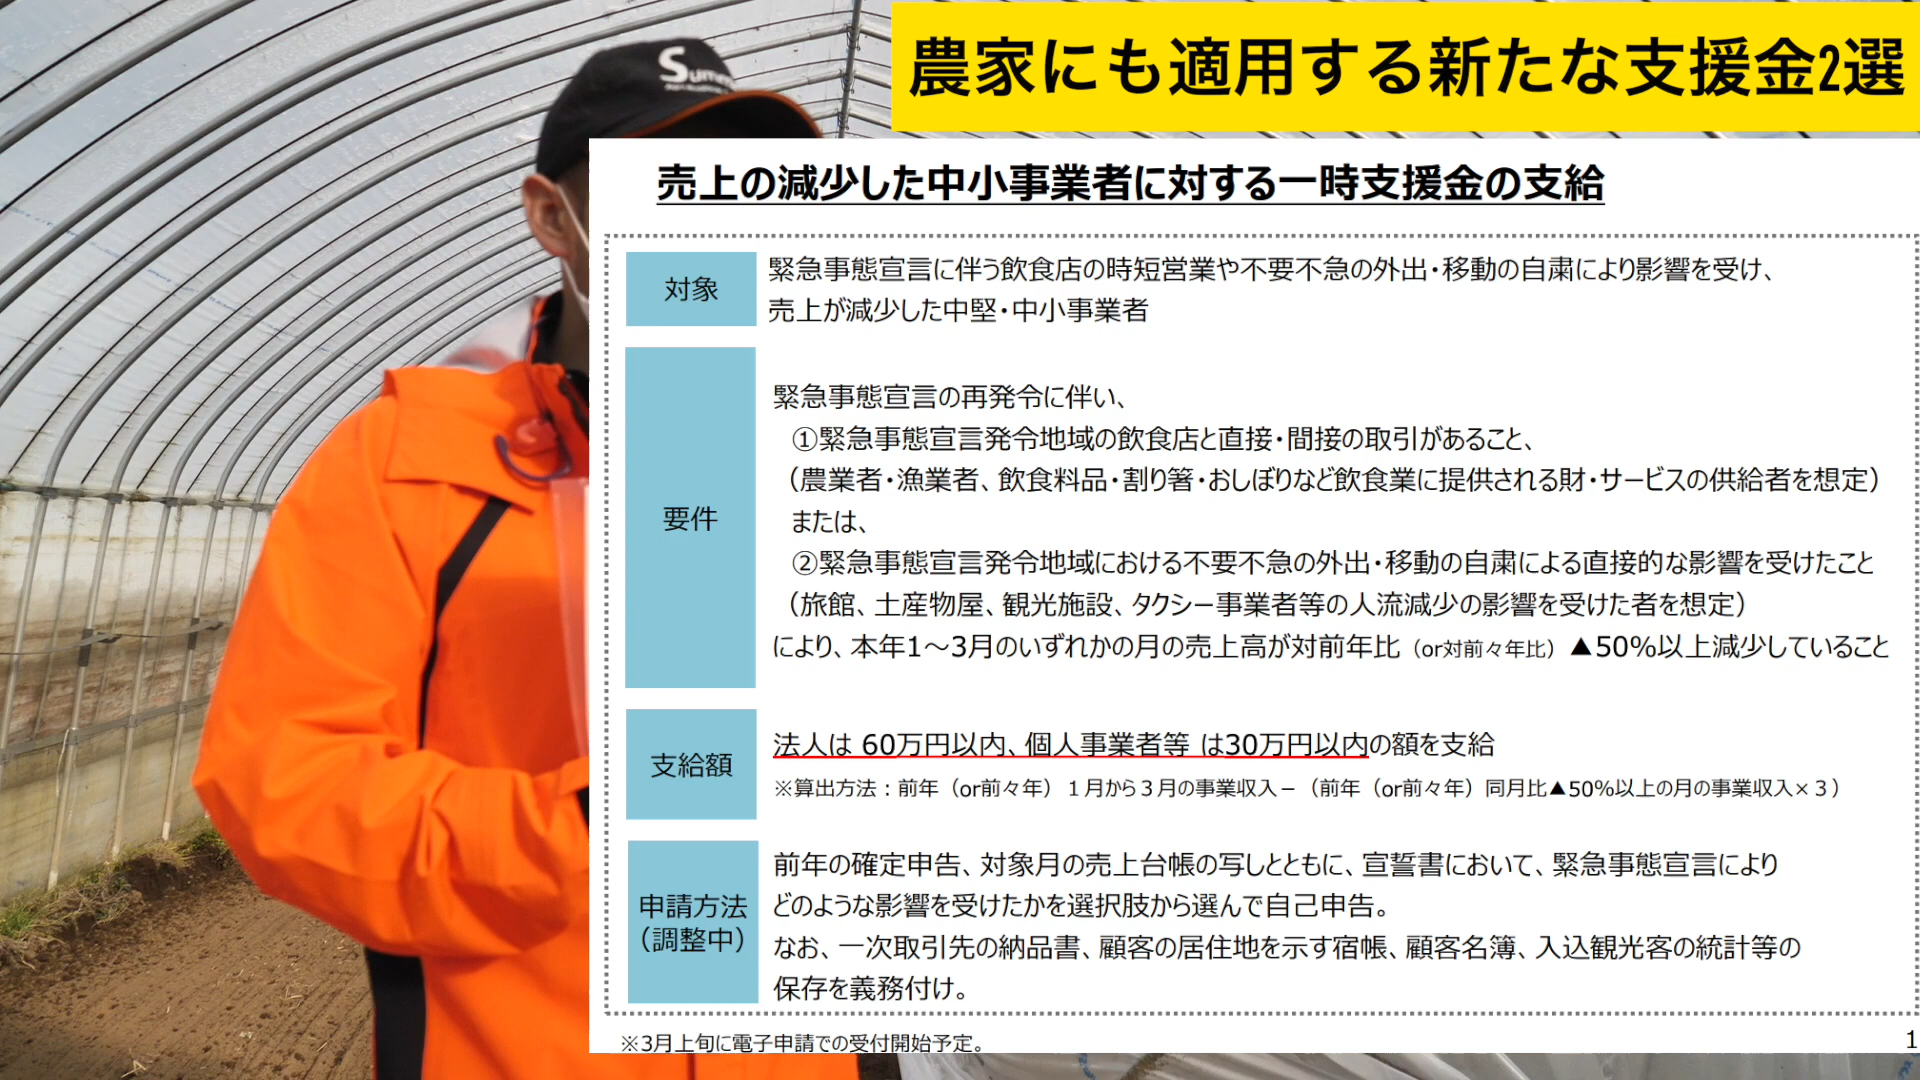 農家にも適用する新たな支援金2選
売上の減少した中小事業者に対する一時支援金の支給
対象
緊急事態宣言に伴う飲食店の時短営業や不要不急の外出・移動の自粛により影響を受け、
売上が減少した中堅・中小事業者
要件
緊急事態宣言の再発令に伴い、
①緊急事態宣言発令地域の飲食店と直接・間接の取引があること、
（農業者・漁業者、飲食料品・割り箸・おしぼりなど飲食業に提供される財・サービスの供給者を想定）
または、
②緊急事態宣言発令地域における不要不急の外出・移動の自粛による直接的な影響を受けたこと
（旅館、土産物屋、観光施設、タクシー事業者等の人流減少の影響を受けた者を想定）
により、本年1～3月のいずれかの月の売上高が対前年比（or対前々年比）▲50％以上減少していること
支給額
法人は 60万円以内、個人事業者等 は30万円以内の額を支給
※算出方法：前年（or前々年）１月から３月の事業収入－（前年（or前々年）同月比▲50％以上の月の事業収入×３）
申請方法
（調整中）
前年の確定申告、対象月の売上台帳の写しとともに、宣誓書において、緊急事態宣言により
どのような影響を受けたかを選択肢から選んで自己申告。
なお、一次取引先の納品書、顧客の居住地を示す宿帳、顧客名簿、入込観光客の統計等の
保存を義務付け。
※3月上旬に電子申請での受付開始予定。
1